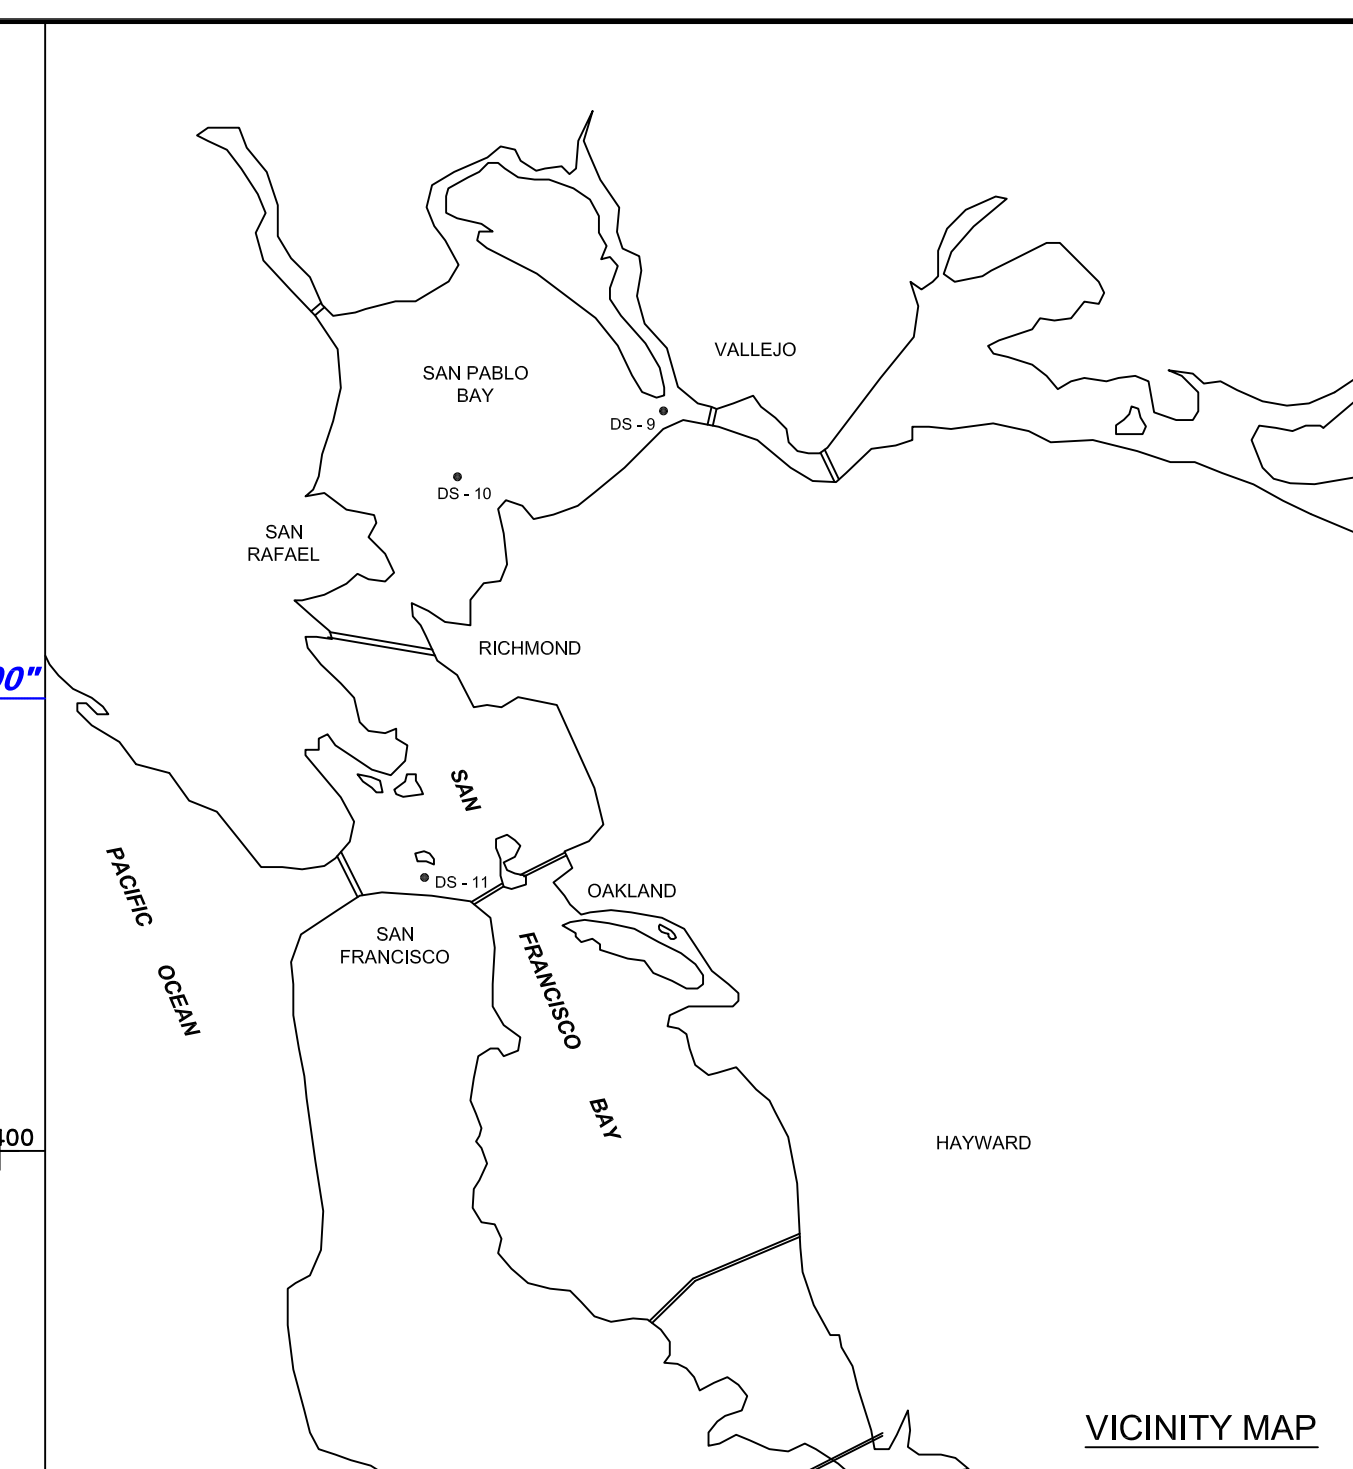 VALLEJO
SAN PABLO
BAY
DS - 9
DS - 10
SAN
RAFAEL
RICHMOND
00"
SAN
PACIFIC
DS - 11
OAKLAND
SAN
FRANCISCO
FRANCISCO
OCEAN
BAY
400
HAYWARD
VICINITY MAP